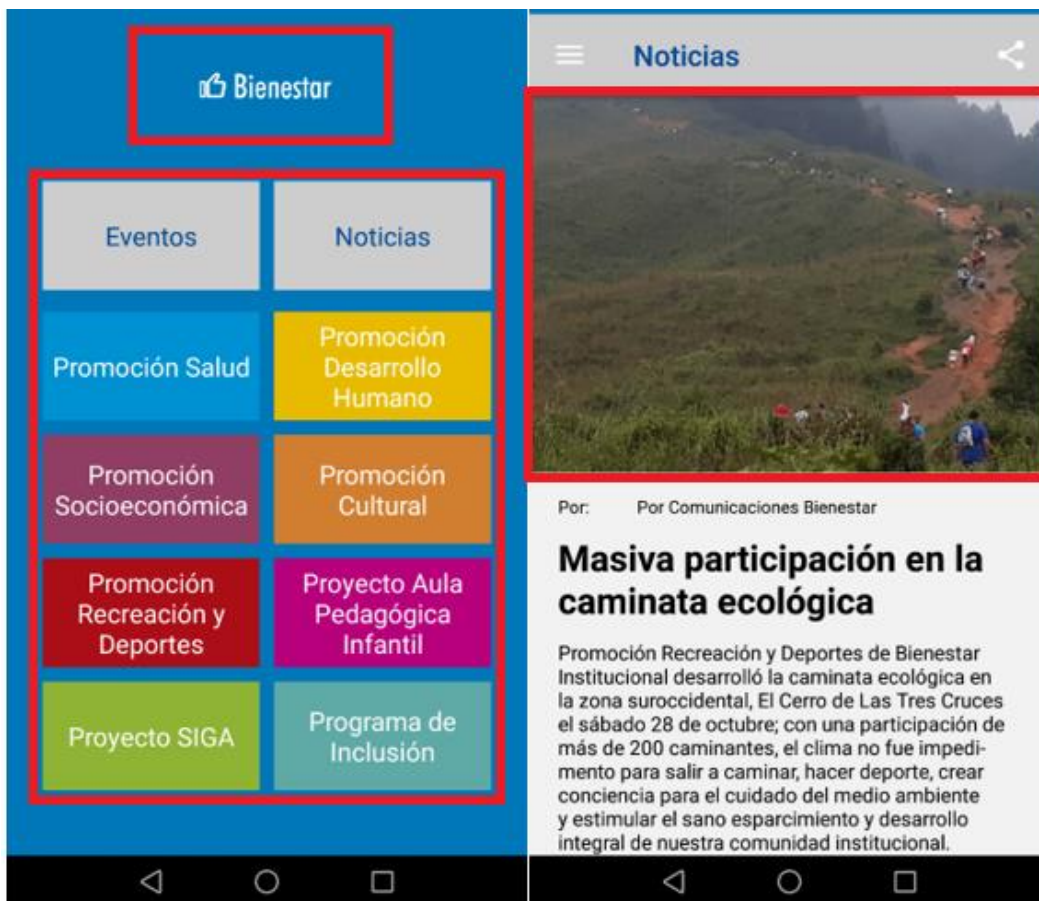 Bienestar
Eventos
Noticias
Promoción Salud
Promoción
Desarrollo
Humano
Promoción
Socioeconómica
Promoción
Cultural
Promoción
Recreación y
Deportes
Proyecto Aula
Pedagógica
Infantil
Proyecto SIGA
Programa de
Inclusión
Noticias
Por: Por Comunicaciones Bienestar
Masiva participación en la
caminata ecológica
Promoción Recreación y Deportes de Bienestar
Institucional desarrolló la caminata ecológica en
la zona suroccidental, El Cerro de Las Tres Cruces
el sábado 28 de octubre; con una participación de
más de 200 caminantes, el clima no fue impedi-
mento para salir a caminar, hacer deporte, crear
conciencia para el cuidado del medio ambiente
y estimular el sano esparcimiento y desarrollo
integral de nuestra comunidad institucional.